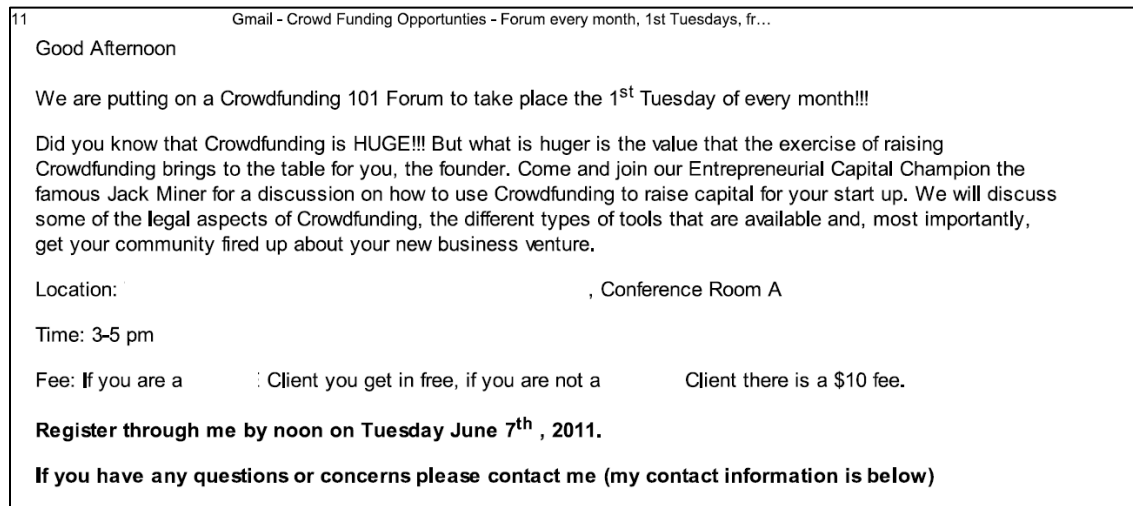 11 Gmail - Crowd Funding Opportunties - Forum every month, 1st Tuesdays, fr...
Good Afternoon
We are putting on a Crowdfunding 101 Forum to take place the 1st Tuesday of every month!!!
Did you know that Crowdfunding is HUGE!!! But what is huger is the value that the exercise of raising
Crowdfunding brings to the table for you, the founder. Come and join our Entrepreneurial Capital Champion the
famous Jack Miner for a discussion on how to use Crowdfunding to raise capital for your start up. We will discuss
some of the legal aspects of Crowdfunding, the different types of tools that are available and, most importantly,
get your community fired up about your new business venture.
Location: , Conference Room A
Time: 3-5 pm
Fee: If you are a Client you get in free, if you are not a Client there is a $10 fee.
Register through me by noon on Tuesday June 7th , 2011.
If you have any questions or concerns please contact me (my contact information is below)